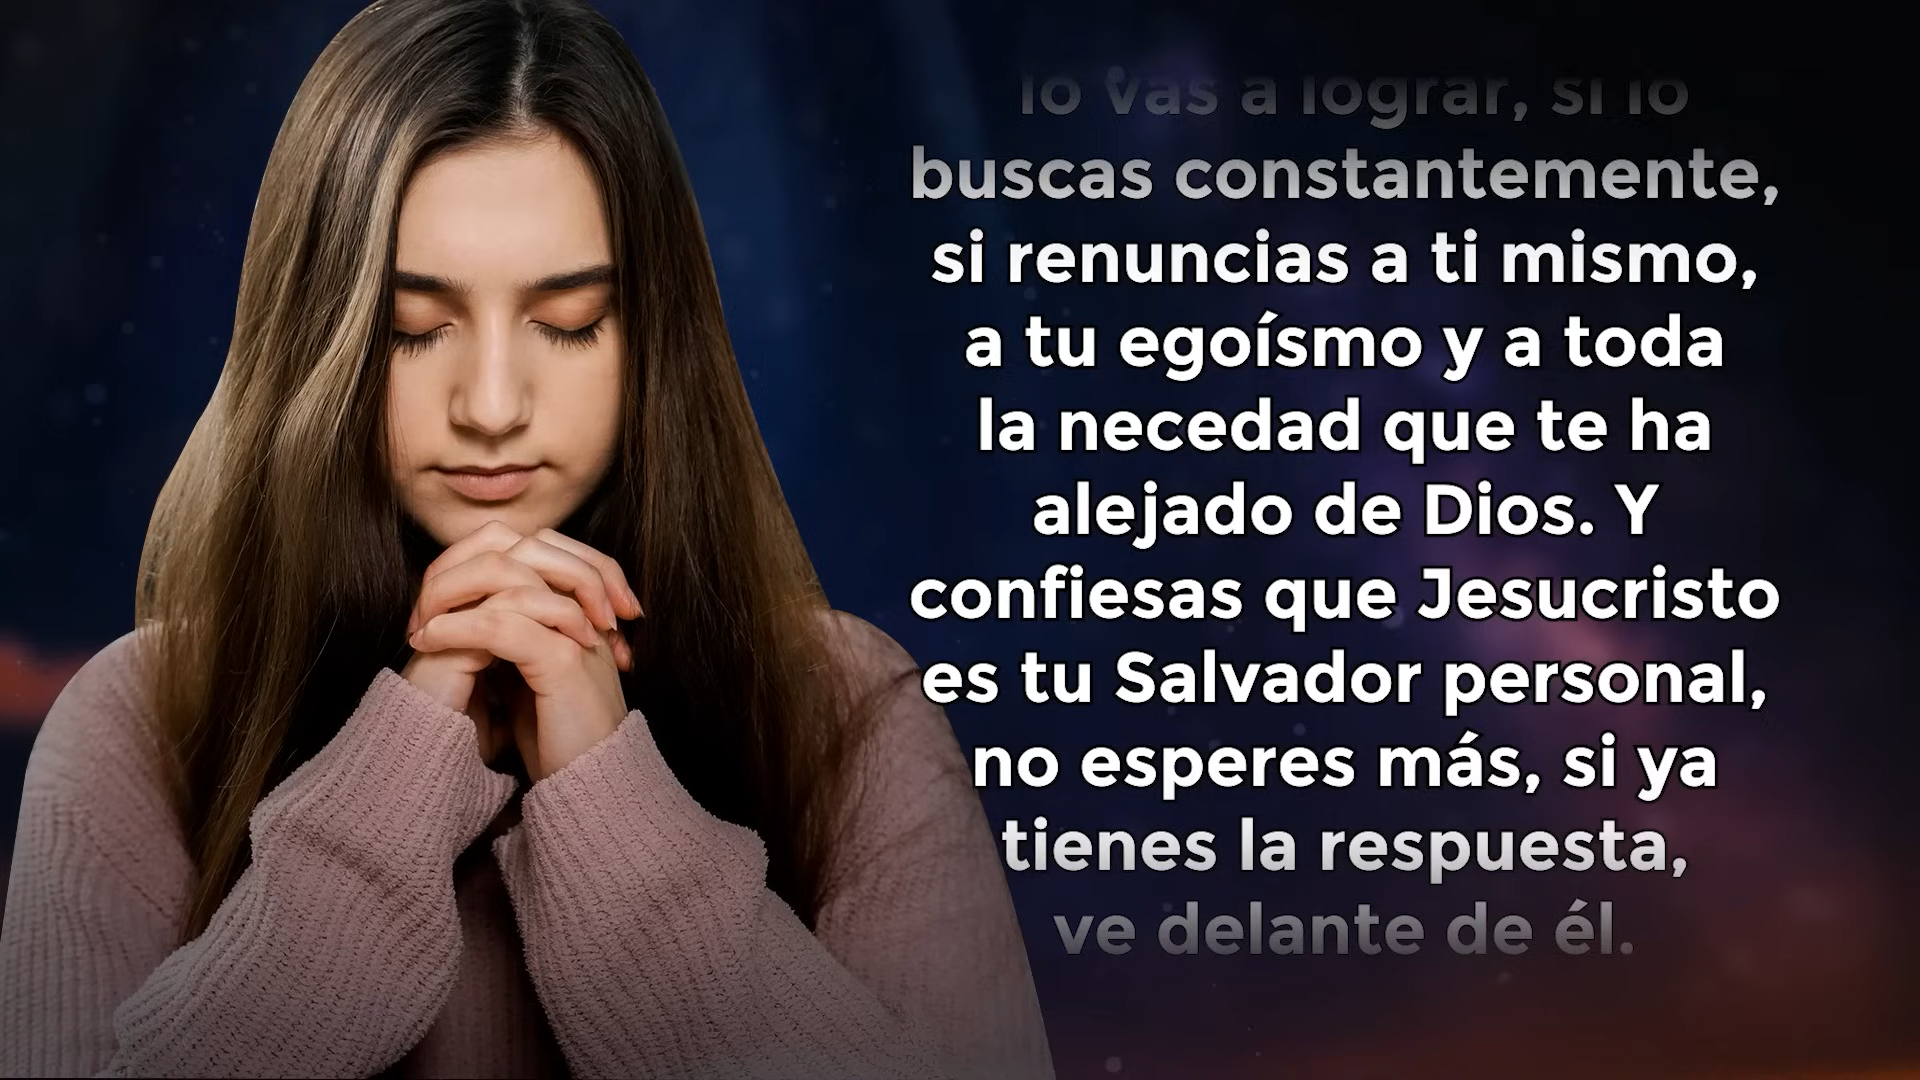 lo vas a lograr, si lo
buscas constantemente,
si renuncias a ti mismo,
a tu egoísmo y a toda
la necedad que te ha
alejado de Dios. Y
confiesas que Jesucristo
es tu Salvador personal,
no esperes más, si ya
tienes la respuesta,
ve delante de él.